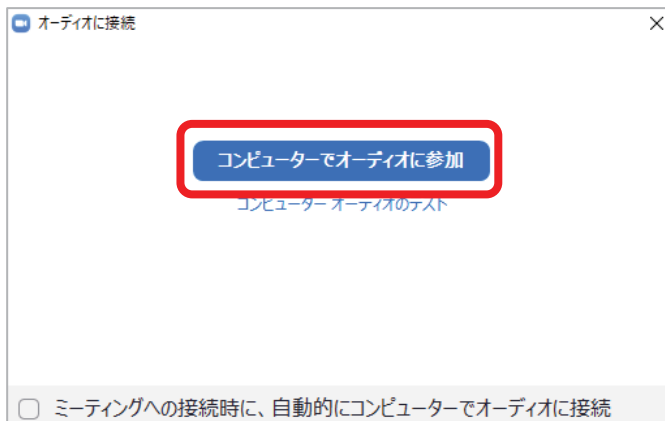 オーディオに接続
コンピューターでオーディオに参加
コンピューター オーディオのテスト
ミーティングへの接続時に、自動的にコンピューターでオーディオに接続